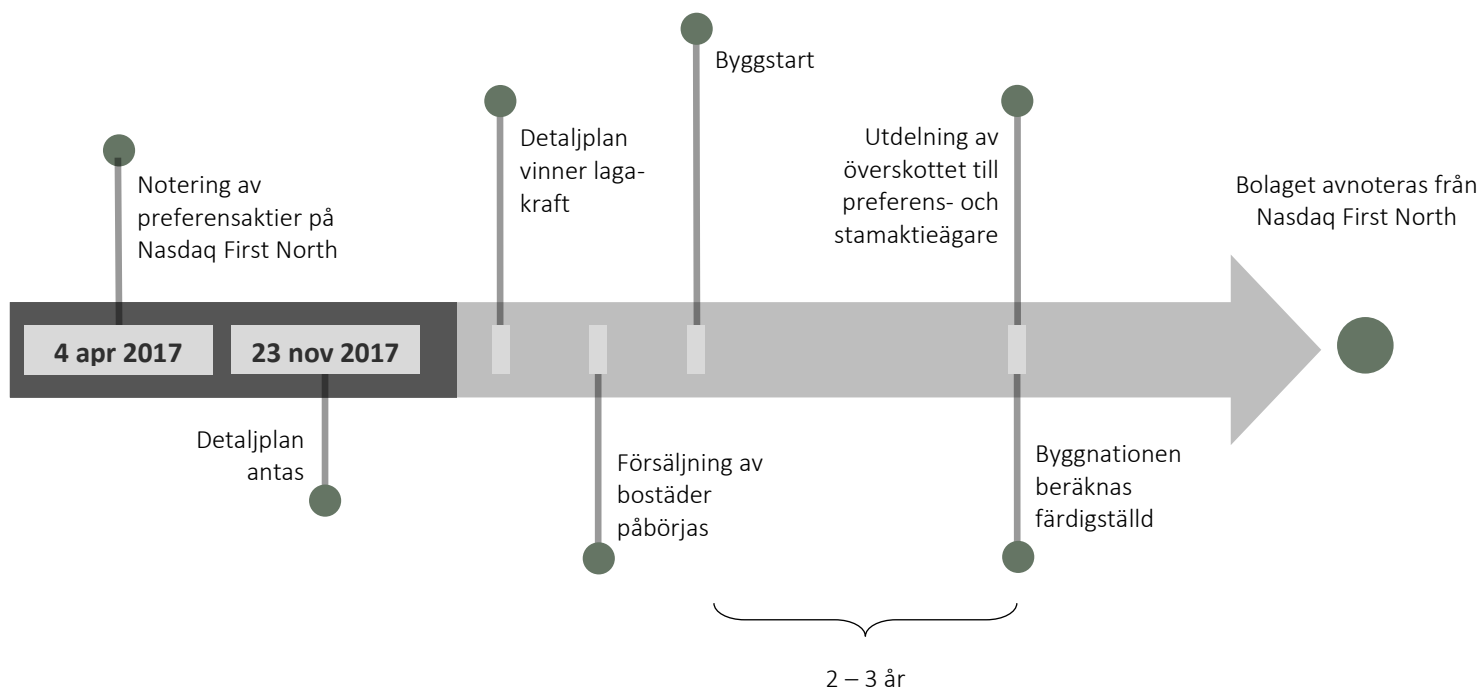 Byggstart
Detaljplan
vinner laga-
kraft
Utdelning av
överskottet till
preferens- och
stamaktieägare
Notering av
preferensaktier på
Nasdaq First North
Bolaget avnoteras från
Nasdaq First North
4 apr 2017
23 nov 2017
Detaljplan
antas
Försäljning av
bostäder
påbörjas
Byggnationen
beräknas
färdigställd
2 – 3 år